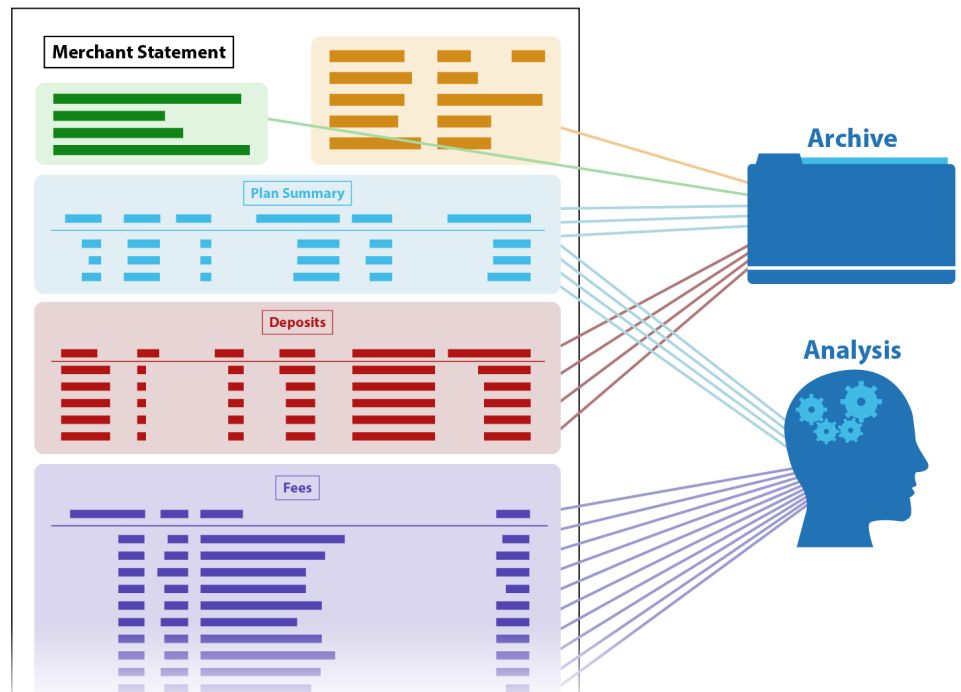 Merchant Statement
Archive
Plan Summary
Deposits
Analysis
Fees